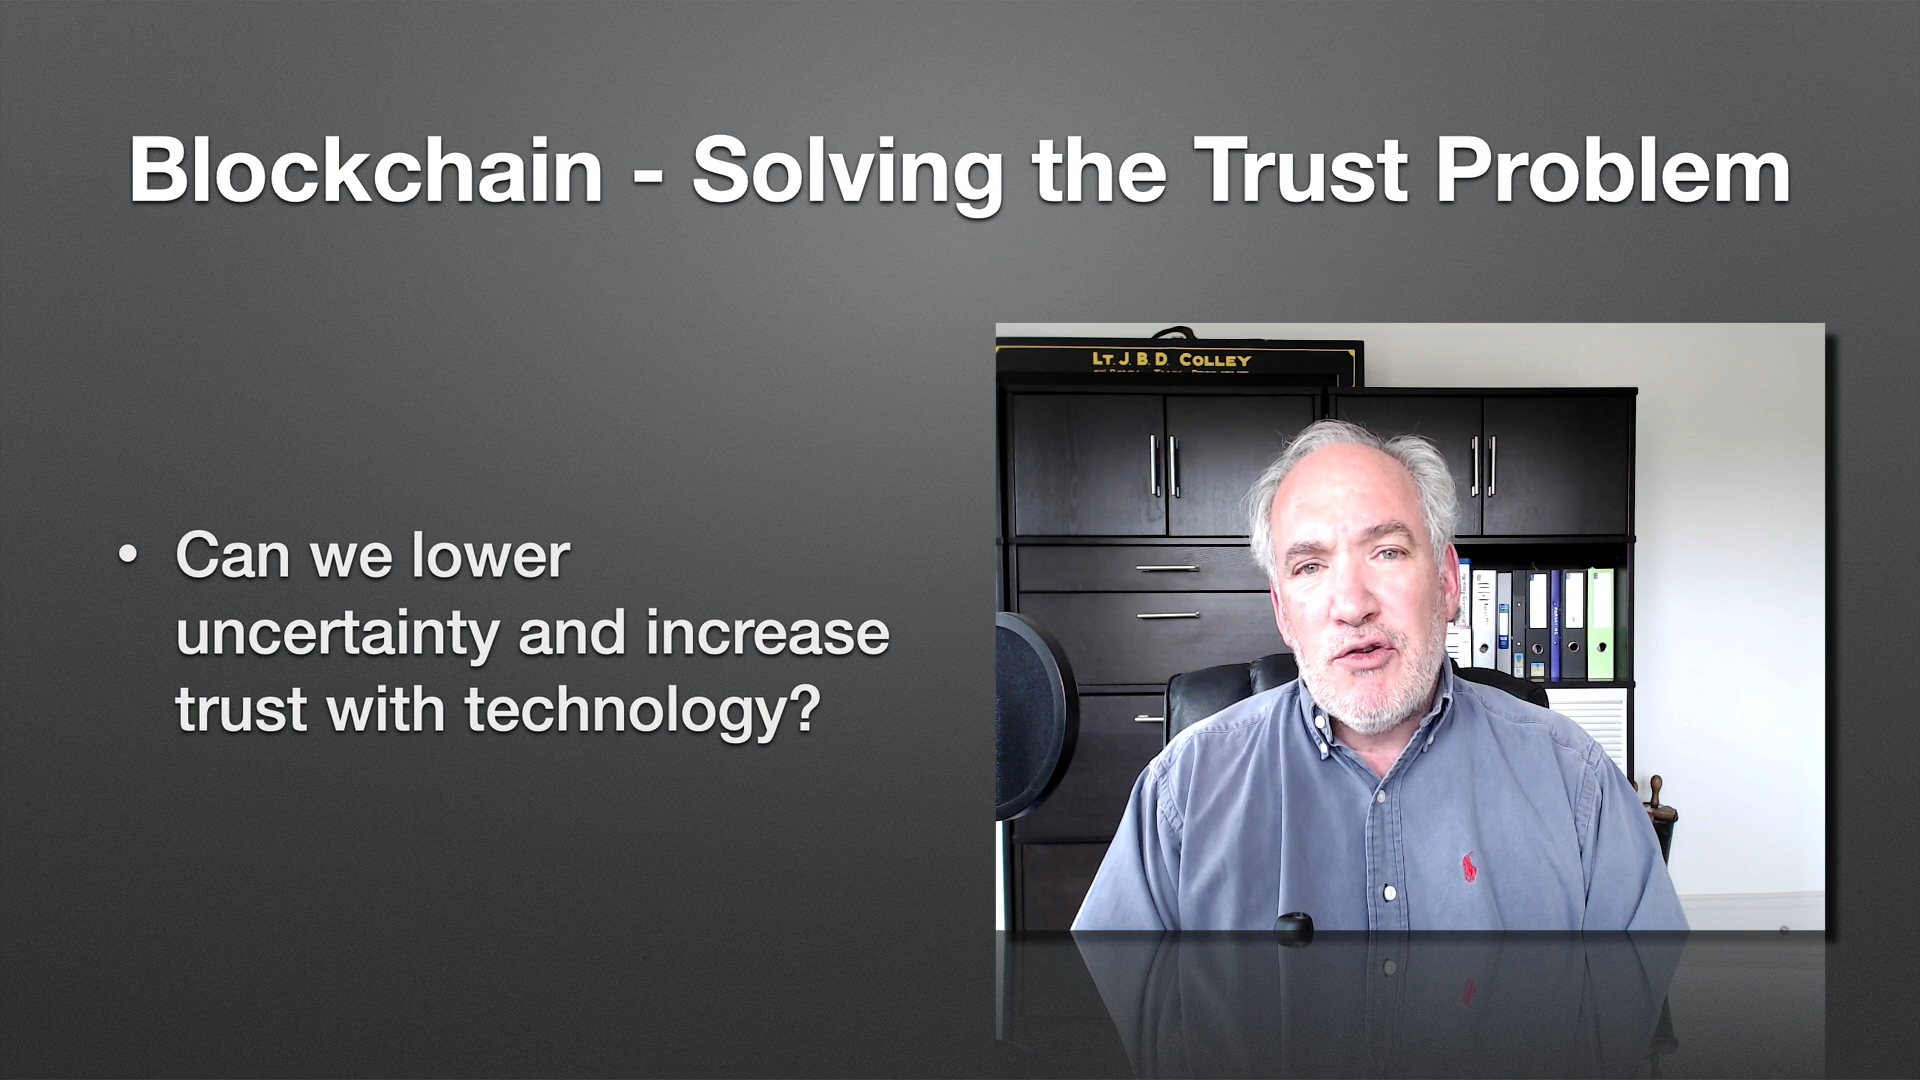 Blockchain - Solving the Trust Problem
LT. J. B. D. COLLEY
• Can we lower
uncertainty and increase
trust with technology?